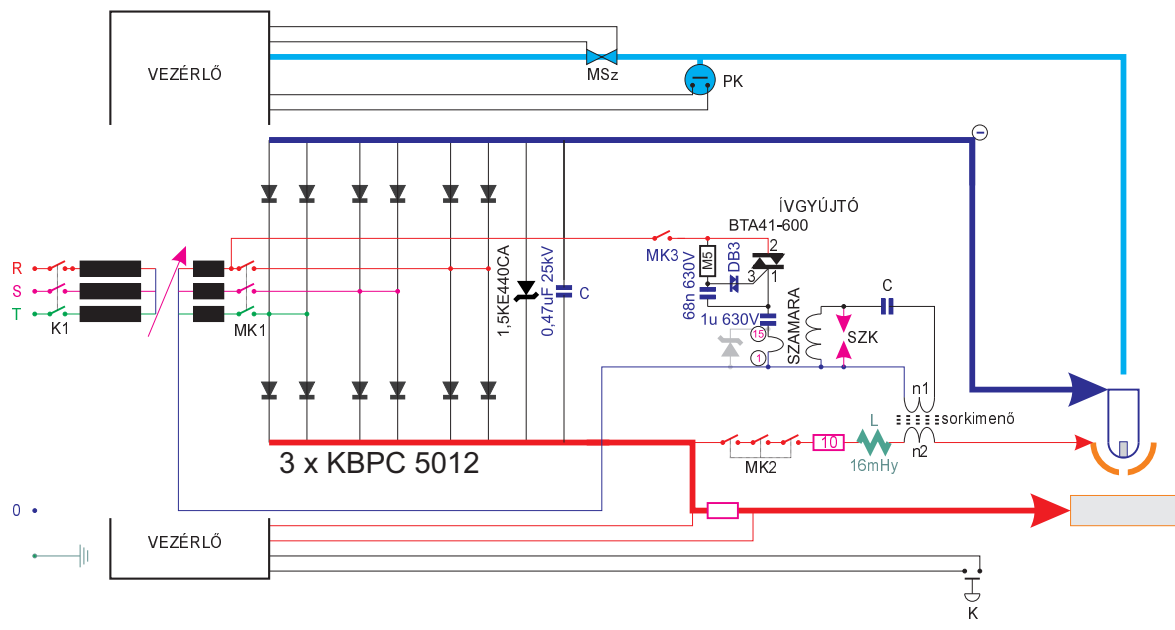 VEZÉRLŐ
MSz
PK
−
ÍVGYÚJTÓ
BTA41-600
MK3
M5
DB3
2
3
1
68n 630V
1u 630V
15
1
SZAMARA
SZK
C
R
S
T
K1
MK1
1,5KE440CA
0,47uF 25kV
C
n1
sorkimenő
n2
L
10
16mHy
MK2
3 x KBPC 5012
0
VEZÉRLŐ
K